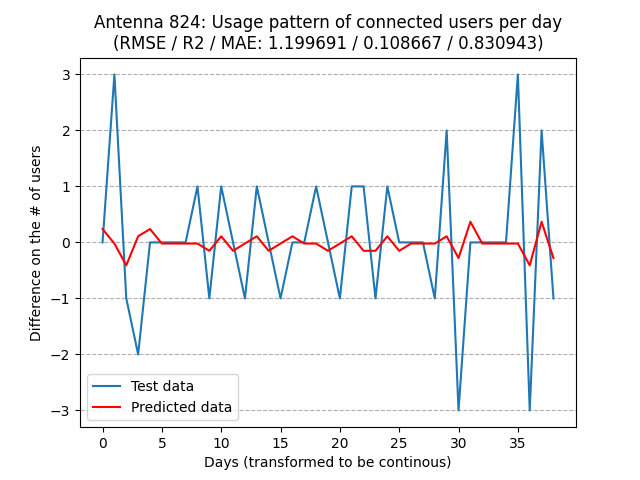 Antenna 824: Usage pattern of connected users per day
(RMSE / R2 / MAE: 1.199691 / 0.108667 / 0.830943)
Difference on the # of users
3
2
1
0
−1
−2
−3
Test data
Predicted data
0 5 10 15 20 25 30 35
Days (transformed to be continous)